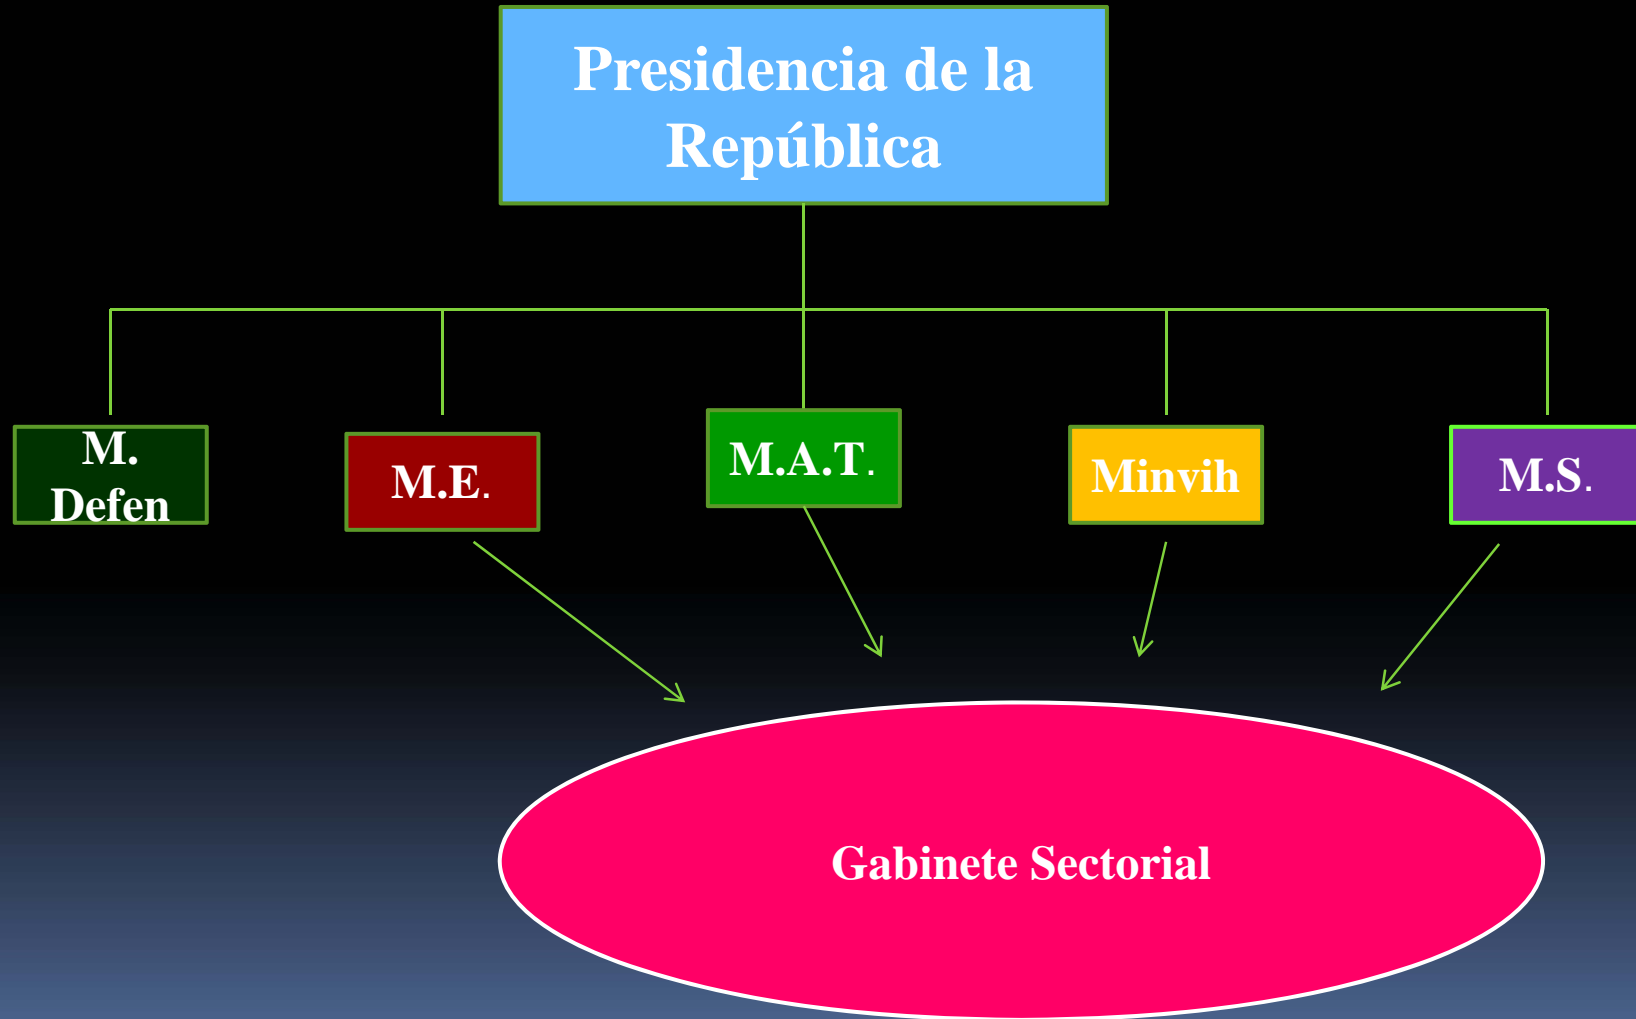 Presidencia de la
República
M.
Defen
M.E.
M.A.T.
Minvih
M.S.
Gabinete Sectorial